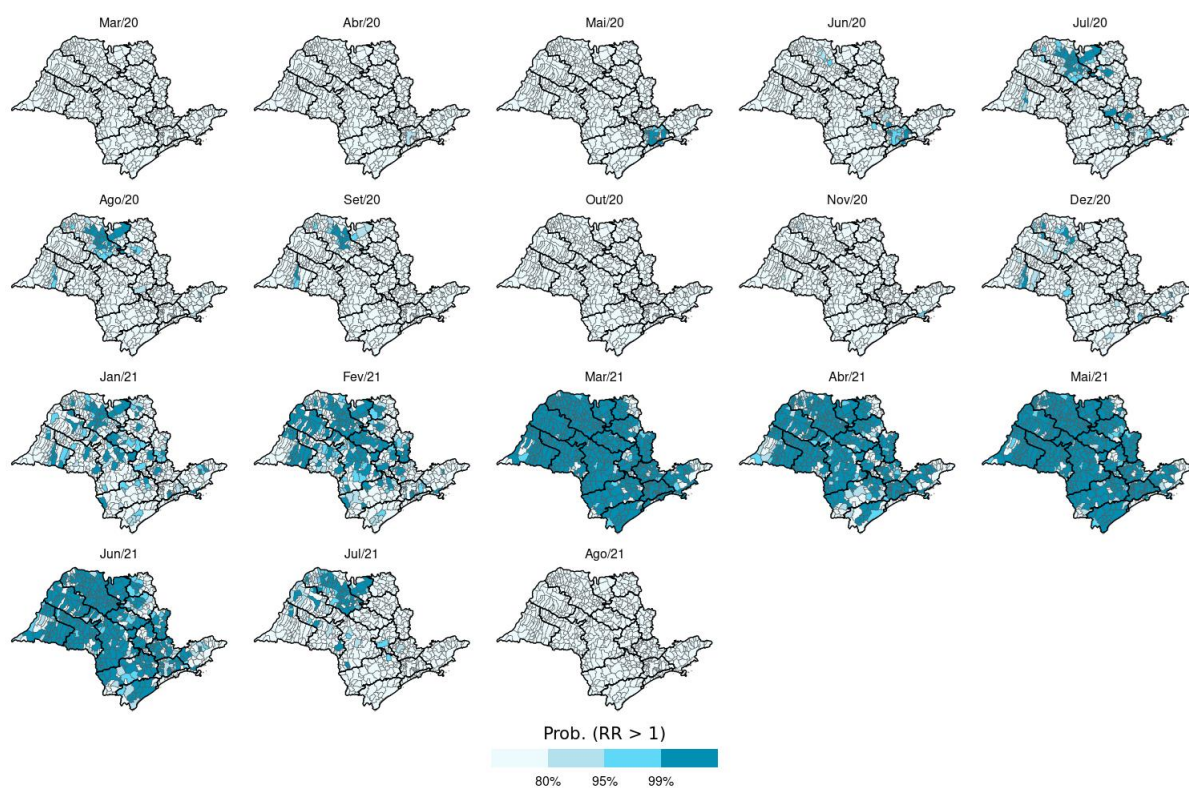 Mar/20
Abr/20
Mai/20
Jun/20
Jul/20
Ago/20
Set/20
Out/20
Nov/20
Dez/20
Jan/21
Fev/21
Mar/21
Abr/21
Mai/21
Jun/21
Jul/21
Ago/21
Prob. (RR > 1)
80% 95% 99%